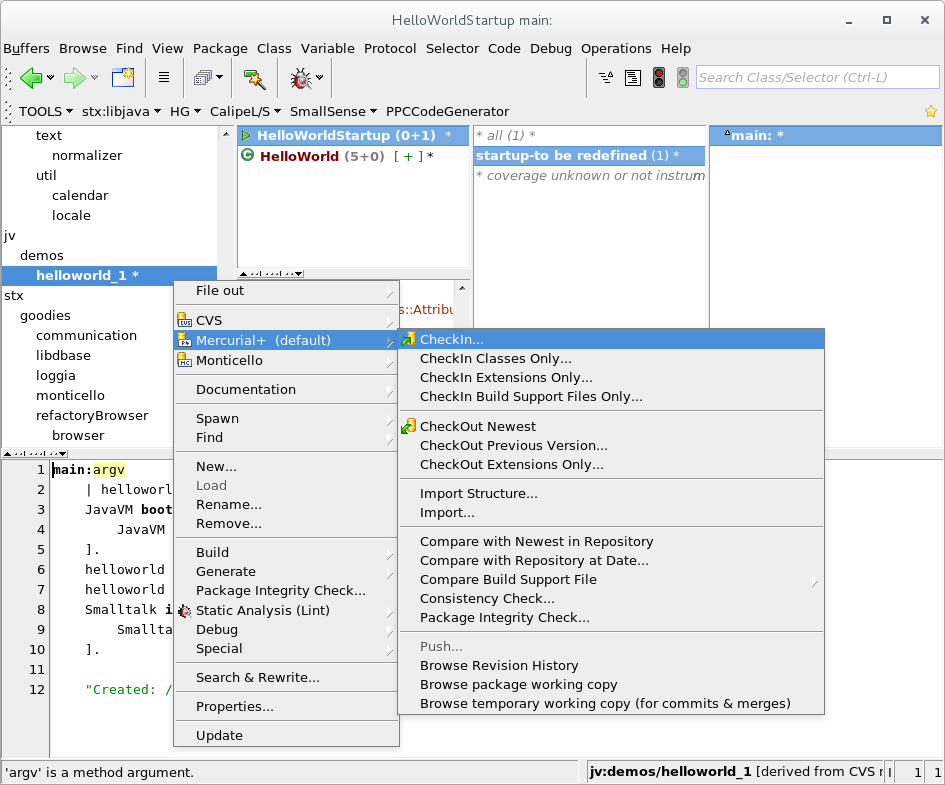 HelloWorldStartup main:
Buffers Browse Find View Package Class Variable Protocol Selector Code Debug Operations Help
Search Class/Selector (Ctrl-L)
TOOLS stx:libjava HG CalipeL/S SmallSense PPCCodeGenerator
text
normalizer
util
calendar
locale
jv
demos
helloworld_1 *
stx
goodies
communication
libdbase
loggia
monticello
refactoryBrowser
browser
HelloWorldStartup (0+1) *
HelloWorld (5+0) [ + ] *
* all (1) *
startup-to be redefined (1) *
* coverage unknown or not instrum
main: *
s::Attribu
File out
CVS
Mercurial+ (default)
Monticello
Documentation
Spawn
Find
New...
Load
Rename...
Remove...
Build
Generate
Package Integrity Check...
Static Analysis (Lint)
Debug
Special
Search & Rewrite...
Properties...
Update
CheckIn...
CheckIn Classes Only...
CheckIn Extensions Only...
CheckIn Build Support Files Only...
CheckOut Newest
CheckOut Previous Version...
CheckOut Extensions Only...
Import Structure...
Import...
Compare with Newest in Repository
Compare with Repository at Date...
Compare Build Support File
Consistency Check...
Package Integrity Check...
Push...
Browse Revision History
Browse package working copy
Browse temporary working copy (for commits & merges)
1 main:argv
2 | helloworl
3 JavaVM boot
4 JavaVM
5 ].
6 helloworld
7 helloworld
8 Smalltalk i
9 Smallta
10 ].
11
12 "Created: /
'argv' is a method argument.
jv:demos/helloworld_1 [derived from CVS r
I 1 1